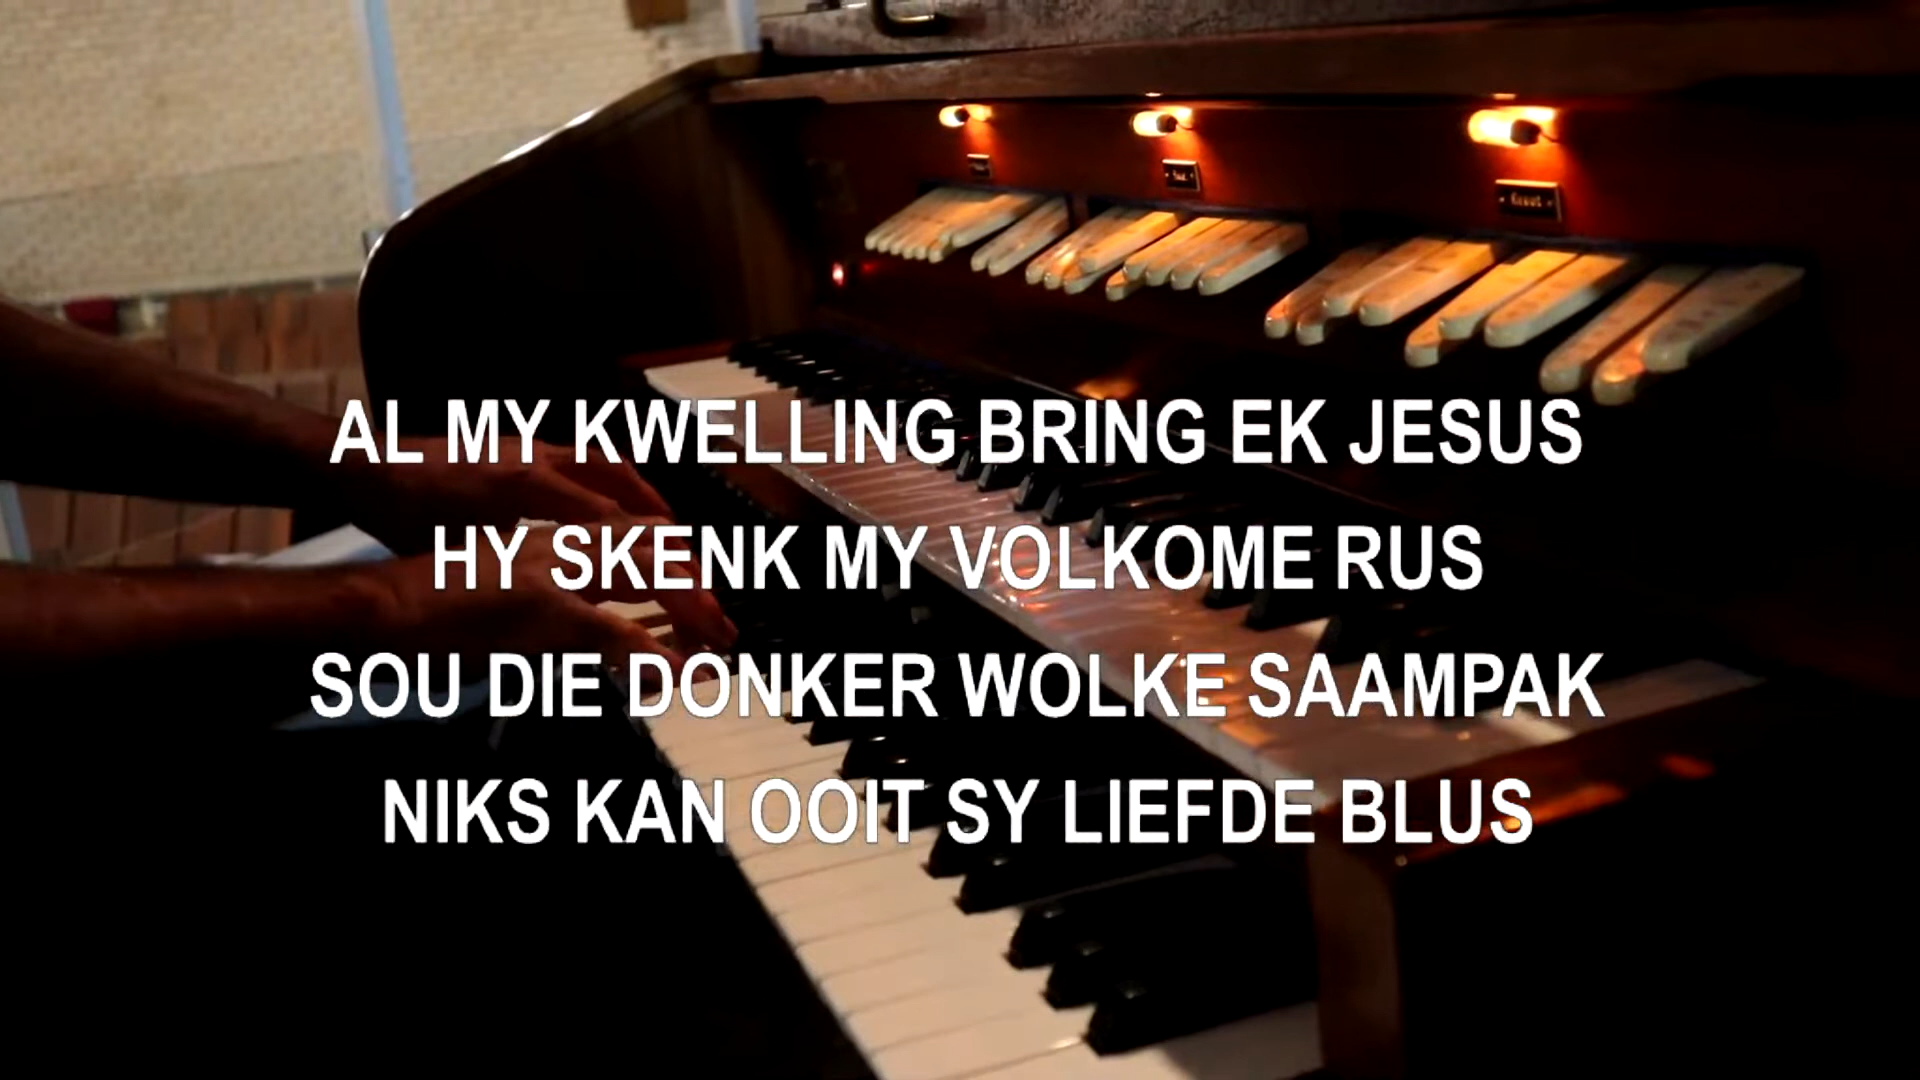 AL MY KWELLING BRING EK JESUS
HY SKENK MY VOLKOME RUS
SOU DIE DONKER WOLKE SAAMPAK
NIKS KAN OOIT SY LIEFDE BLUS